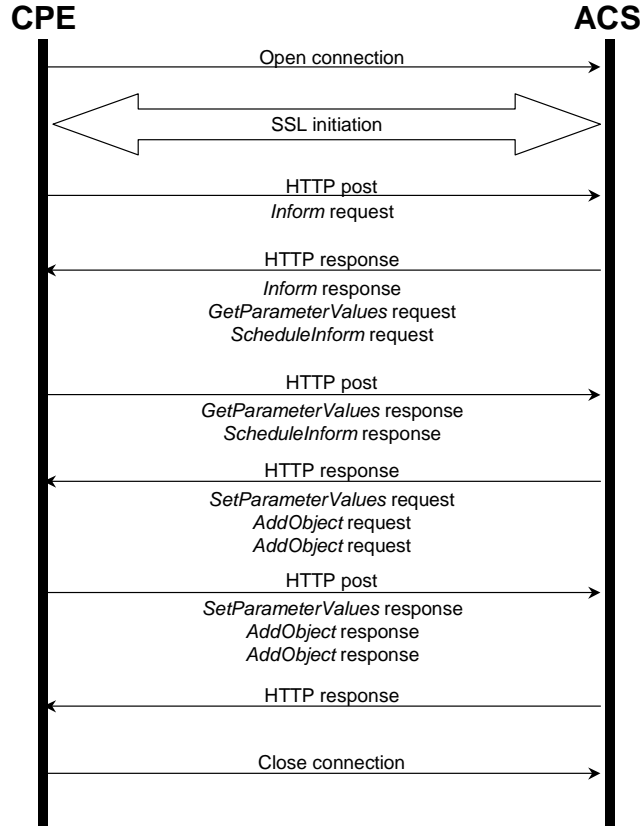 CPE ACS
Open connection
SSL initiation
HTTP post
Inform request
HTTP response
Inform response
GetParameterValues request
ScheduleInform request
HTTP post
GetParameterValues response
ScheduleInform response
HTTP response
SetParameterValues request
AddObject request
AddObject request
HTTP post
SetParameterValues response
AddObject response
AddObject response
HTTP response
Close connection